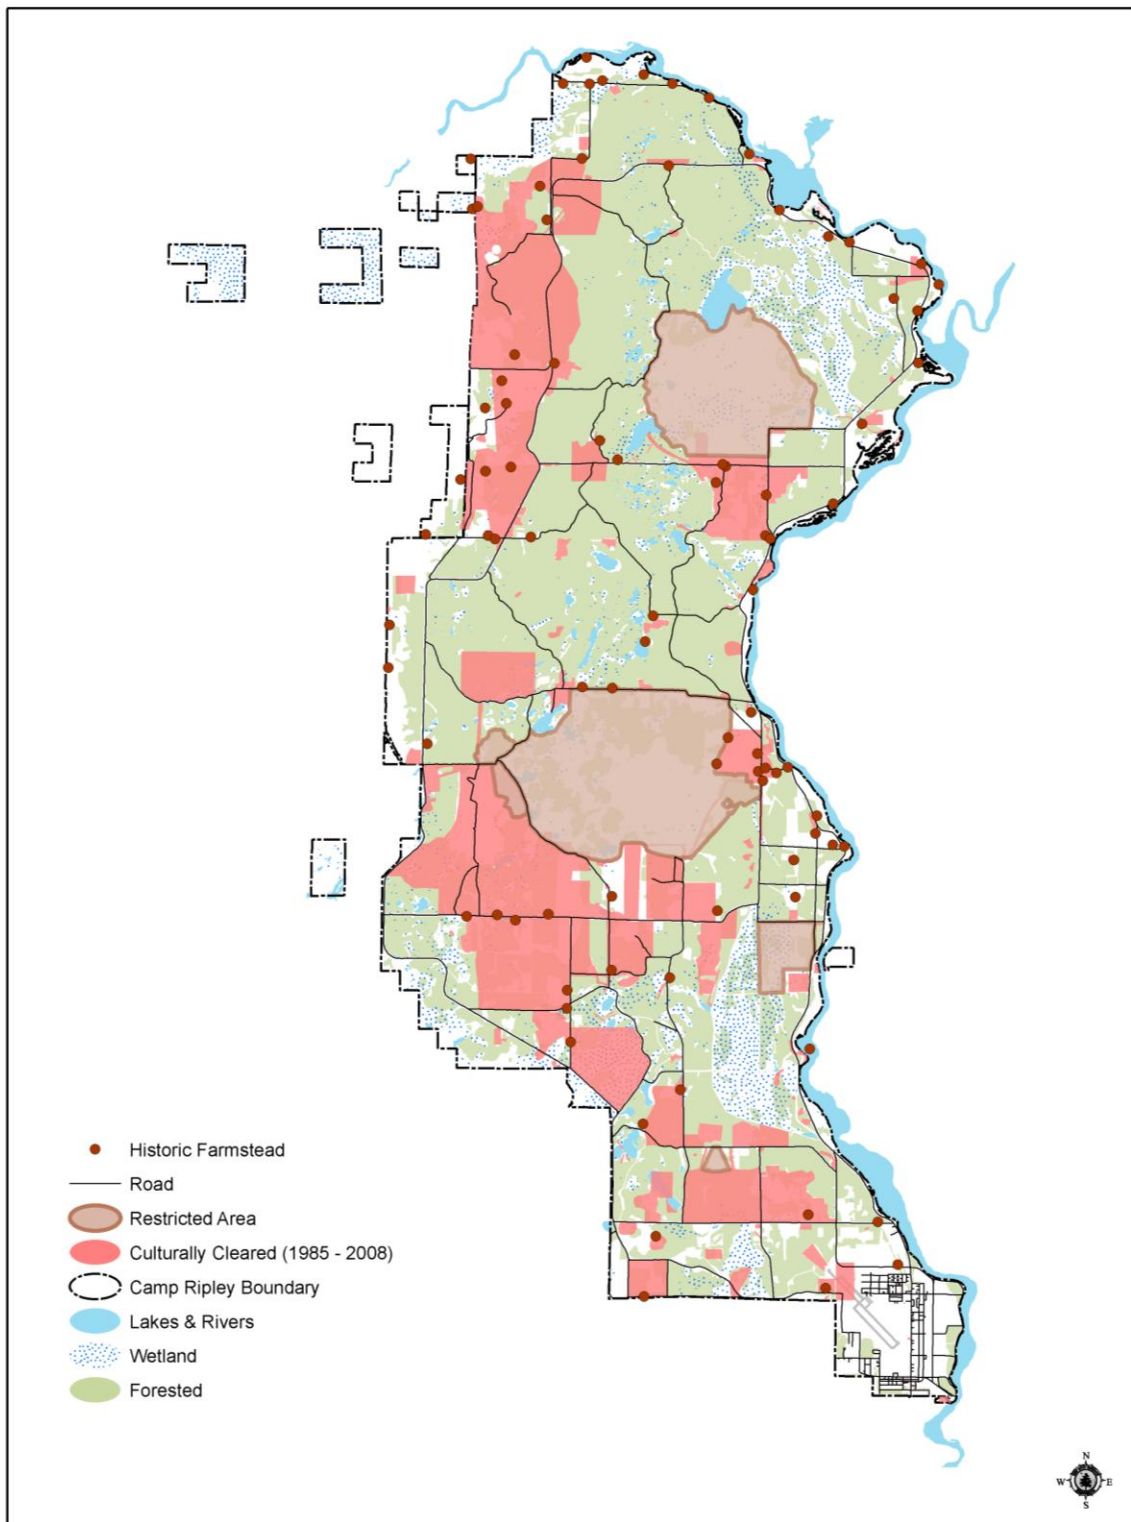 Historic Farmstead
Road
Restricted Area
Culturally Cleared (1985 - 2008)
Camp Ripley Boundary
Lakes & Rivers
Wetland
Forested
N
W E
S